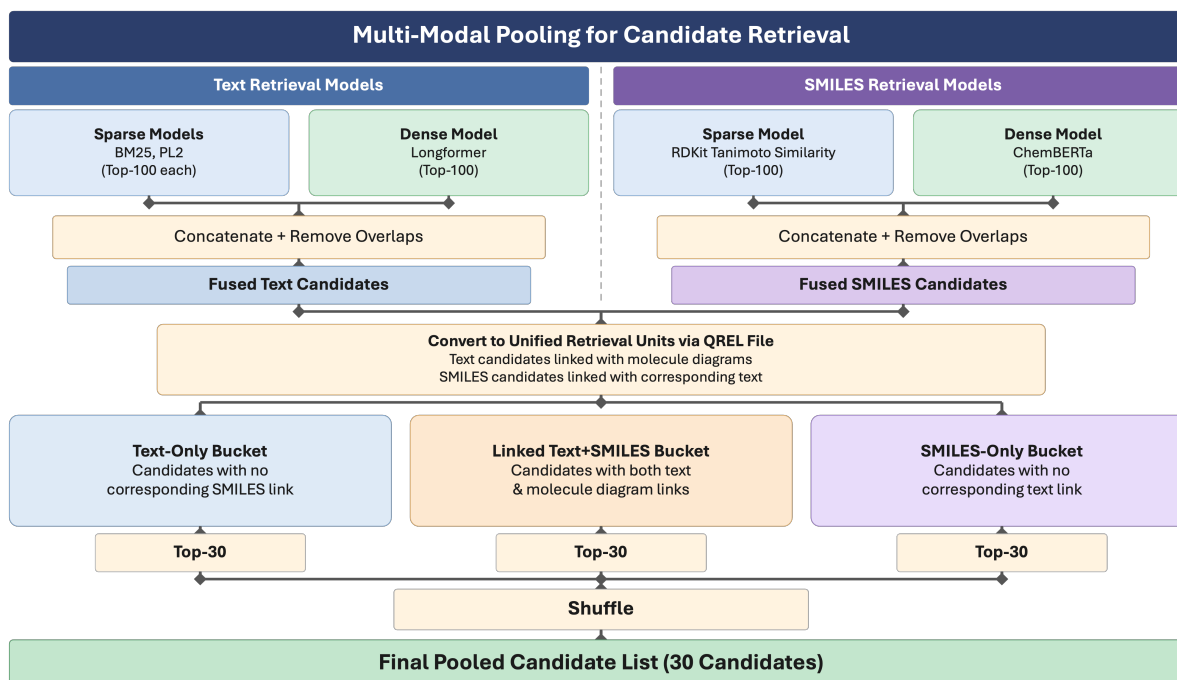 Multi-Modal Pooling for Candidate Retrieval
Text Retrieval Models
SMILES Retrieval Models
Sparse Models
BM25, PL2
(Top-100 each)
Dense Model
Longformer
(Top-100)
Sparse Model
RDKit Tanimoto Similarity
(Top-100)
Dense Model
ChemBERTa
(Top-100)
Concatenate + Remove Overlaps
Concatenate + Remove Overlaps
Fused Text Candidates
Fused SMILES Candidates
Convert to Unified Retrieval Units via QREL File
Text candidates linked with molecule diagrams
SMILES candidates linked with corresponding text
Text-Only Bucket
Candidates with no
corresponding SMILES link
Linked Text+SMILES Bucket
Candidates with both text
& molecule diagram links
SMILES-Only Bucket
Candidates with no
corresponding text link
Top-30
Top-30
Top-30
Shuffle
Final Pooled Candidate List (30 Candidates)